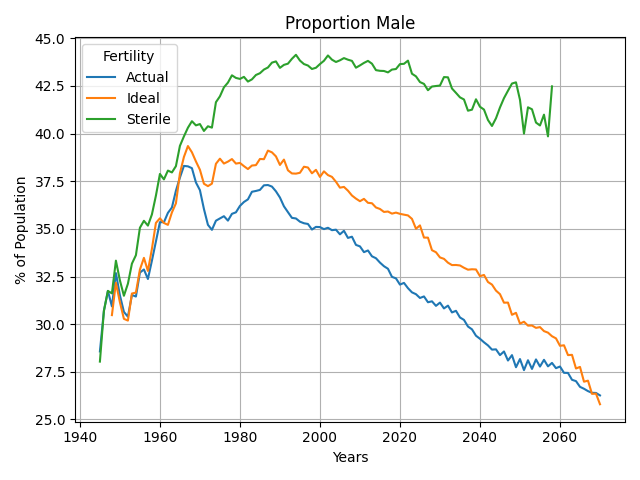 Proportion Male
Fertility
Actual
Ideal
Sterile
% of Population
45.0
42.5
40.0
37.5
35.0
32.5
30.0
27.5
25.0
1940 1960 1980 2000 2020 2040 2060
Years